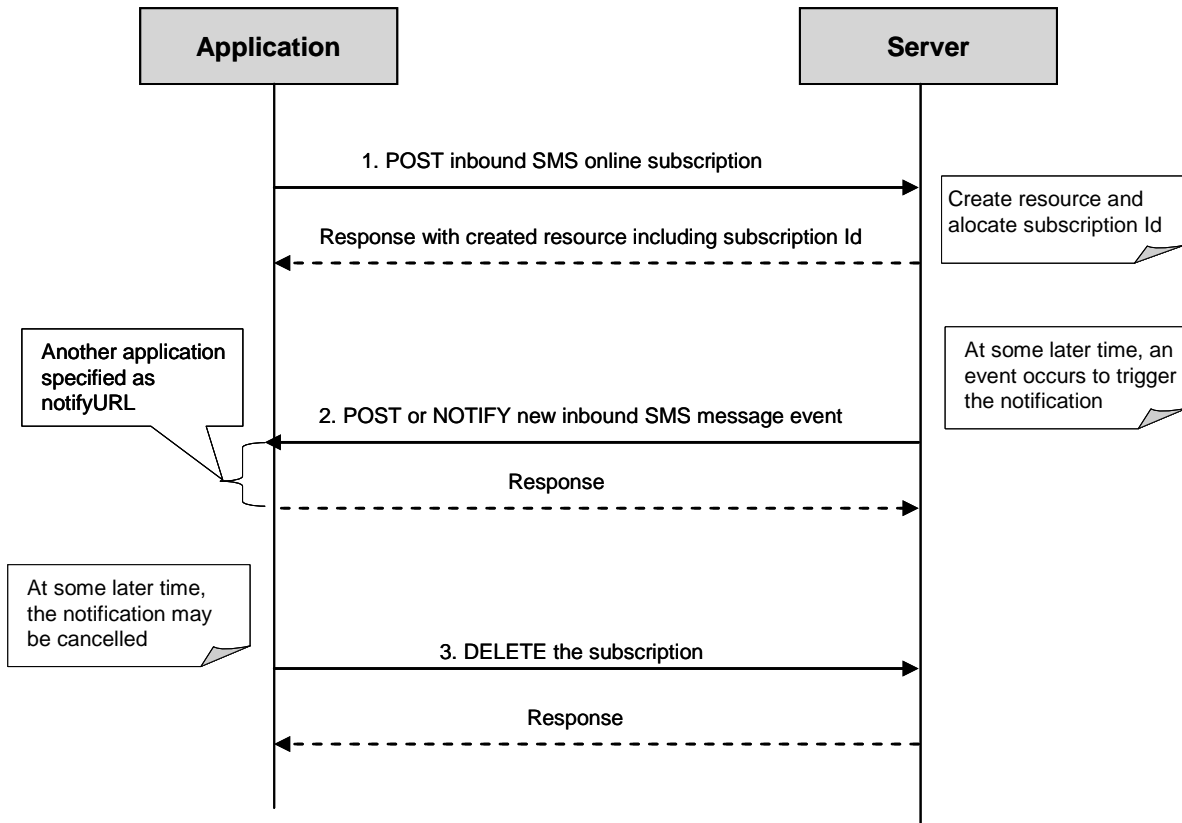 Application
Server
1. POST inbound SMS online subscription
Create resource and
alocate subscription Id
Response with created resource including subscription Id
Another application
specified as
notifyURL
At some later time, an
event occurs to trigger
the notification
2. POST or NOTIFY new inbound SMS message event
Response
At some later time,
the notification may
be cancelled
3. DELETE the subscription
Response